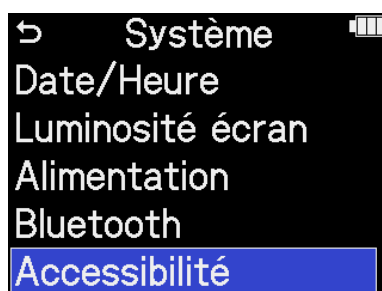 Système
Date/Heure
Luminosité écran
Alimentation
Bluetooth
Accessibilité